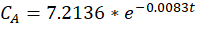 C_A = 7.2136 * e^{-0.0083t}